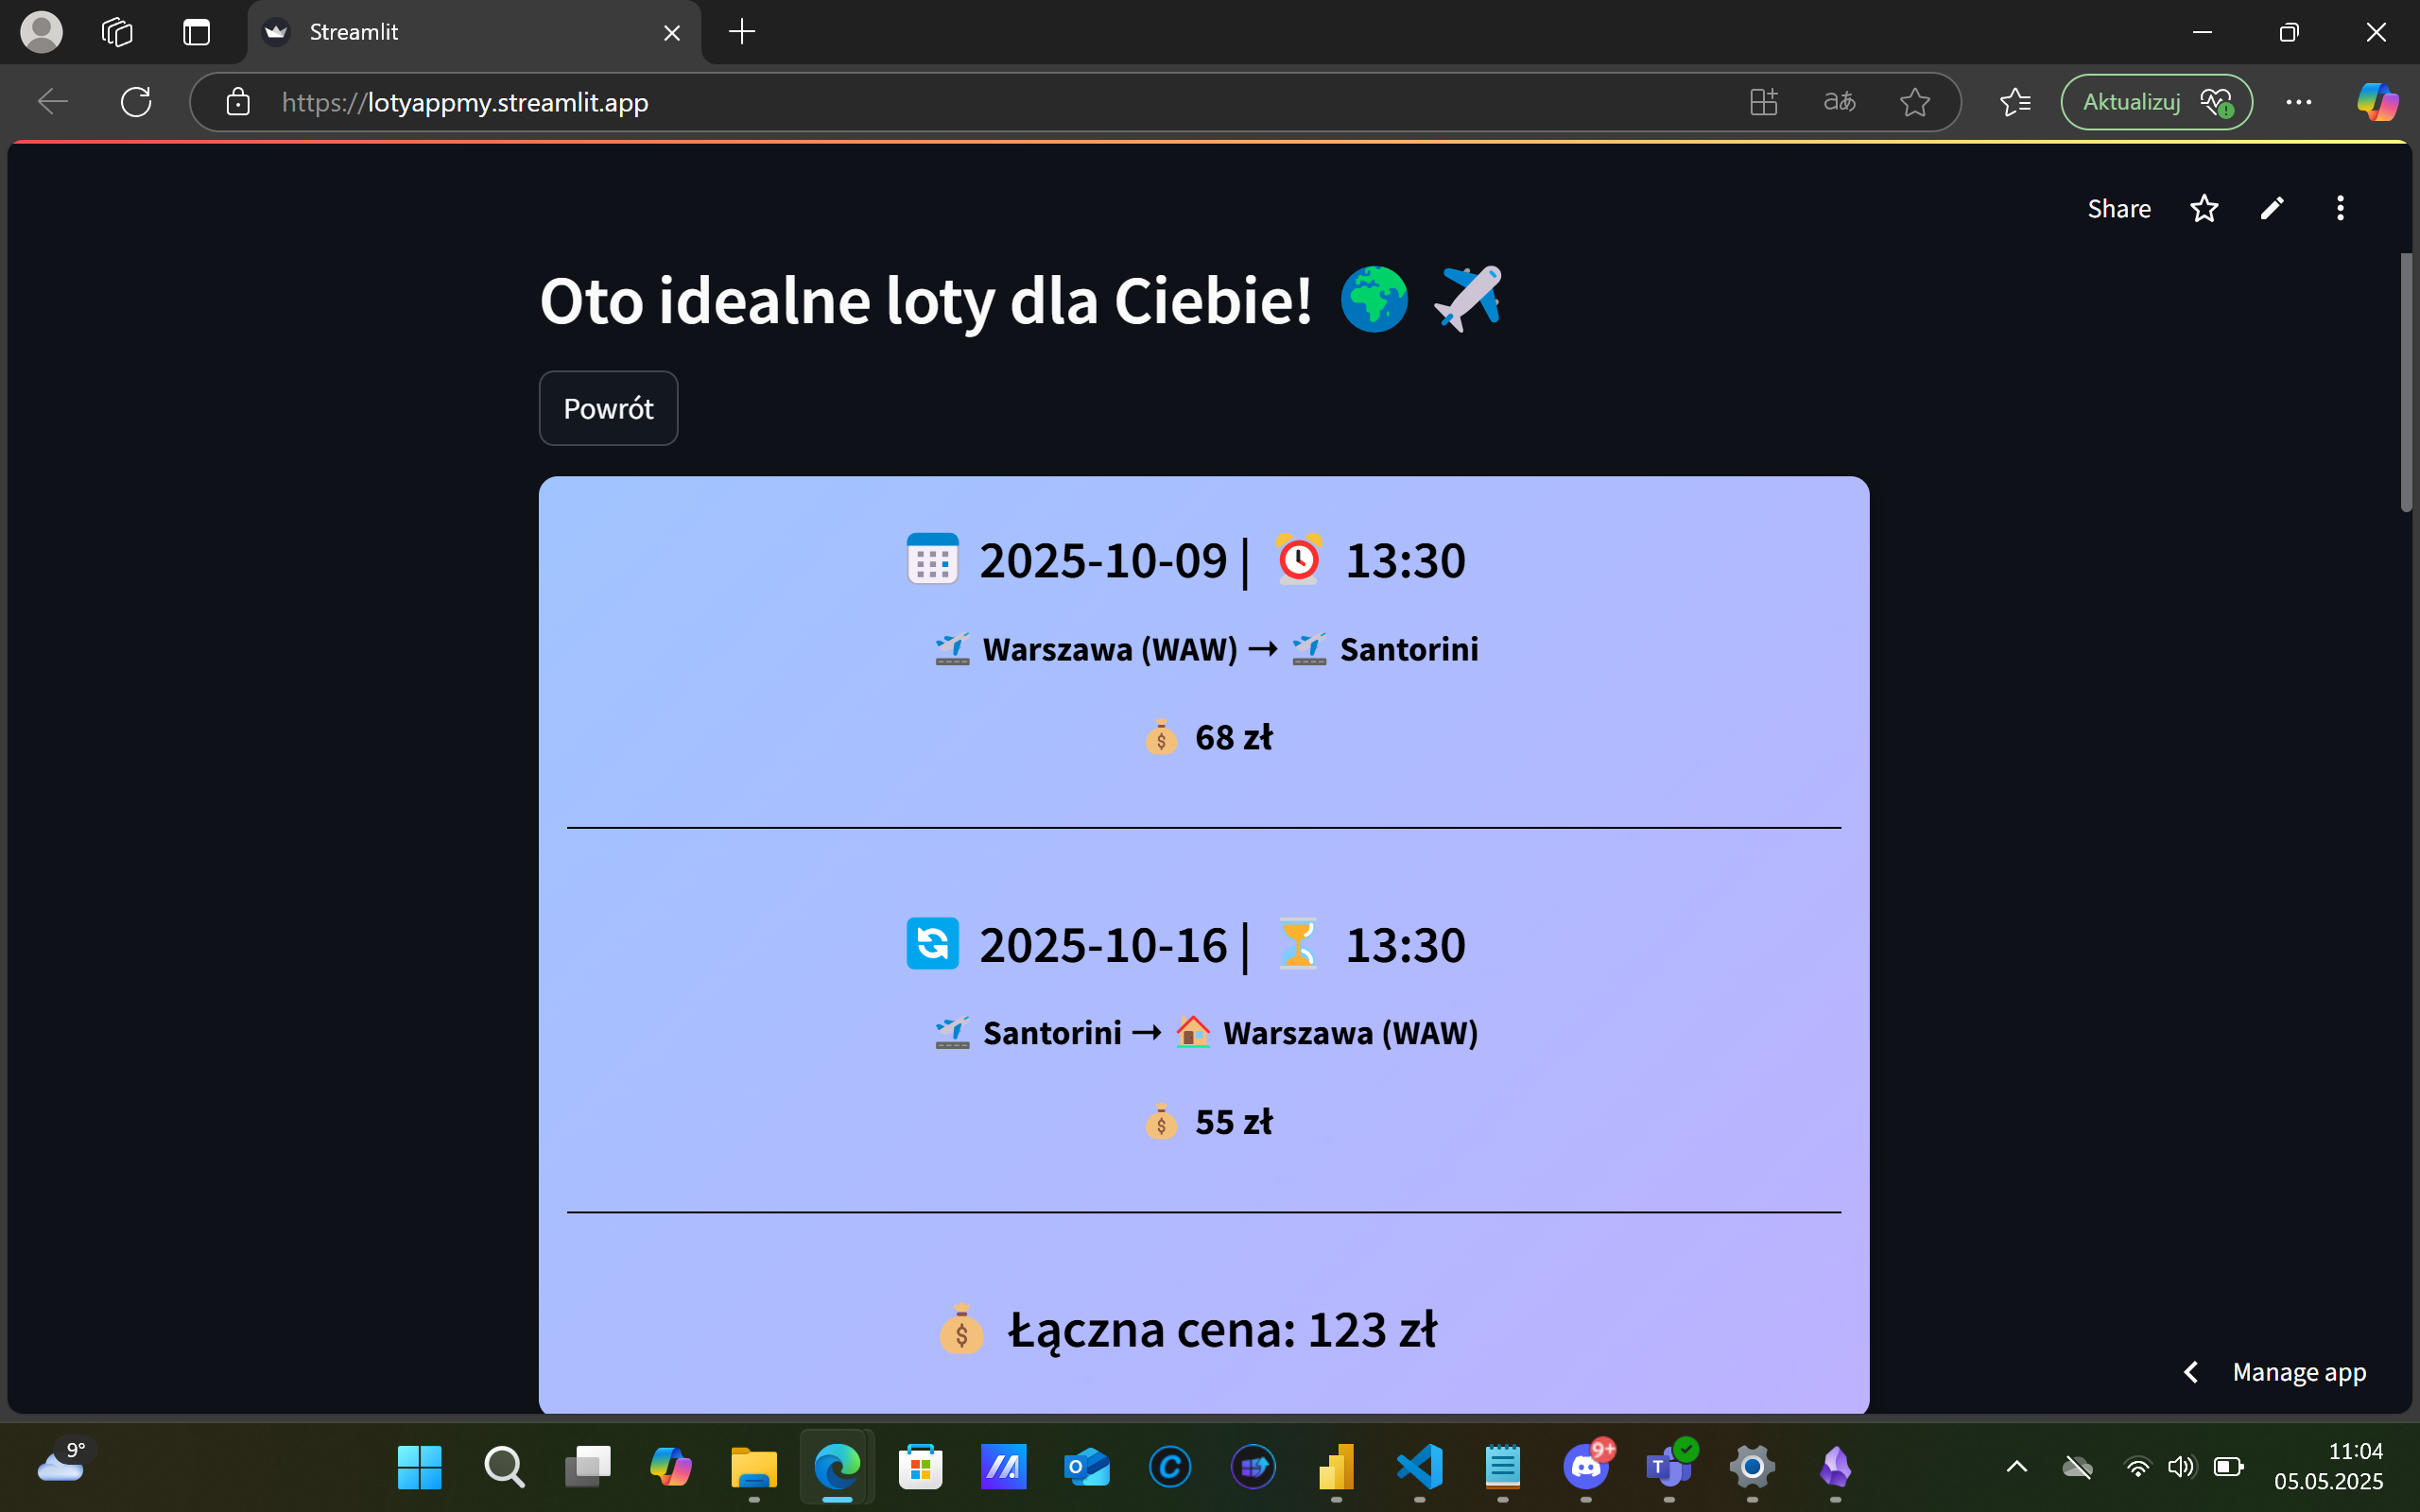 Streamlit
https://lotyappmy.streamlit.app
Aktualizuj
Share
Oto idealne loty dla Ciebie! 🌍 ✈️
Powrót
2025-10-09 | ⏰ 13:30
🛫 Warszawa (WAW) → 🛫 Santorini
💰 68 zł
🔄 2025-10-16 | ⏳ 13:30
🛫 Santorini → 🏠 Warszawa (WAW)
💰 55 zł
💰 Łączna cena: 123 zł
Manage app
9°
9+
11:04
05.05.2025